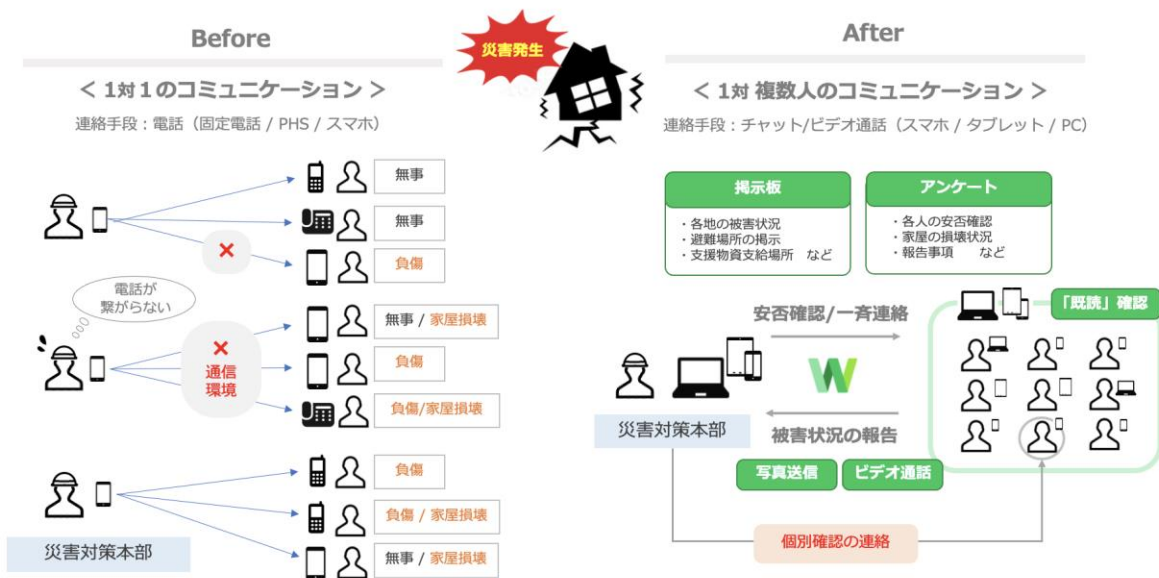 Before
＜ 1対１のコミュニケーション ＞
連絡手段：電話（固定電話 / PHS / スマホ）
無事
無事
×
負傷
電話が
繋がらない
無事 / 家屋損壊
×
通信
環境
負傷
負傷/家屋損壊
負傷
負傷 / 家屋損壊
無事 / 家屋損壊
災害対策本部
災害発生
After
＜ 1対 複数人のコミュニケーション ＞
連絡手段：チャット/ビデオ通話（スマホ / タブレット / PC）
掲示板
・各地の被害状況
・避難場所の掲示
・支援物資支給場所　など
アンケート
・各人の安否確認
・家屋の損壊状況
・報告事項　など
安否確認/一斉連絡
「既読」確認
W
災害対策本部
被害状況の報告
写真送信
ビデオ通話
個別確認の連絡